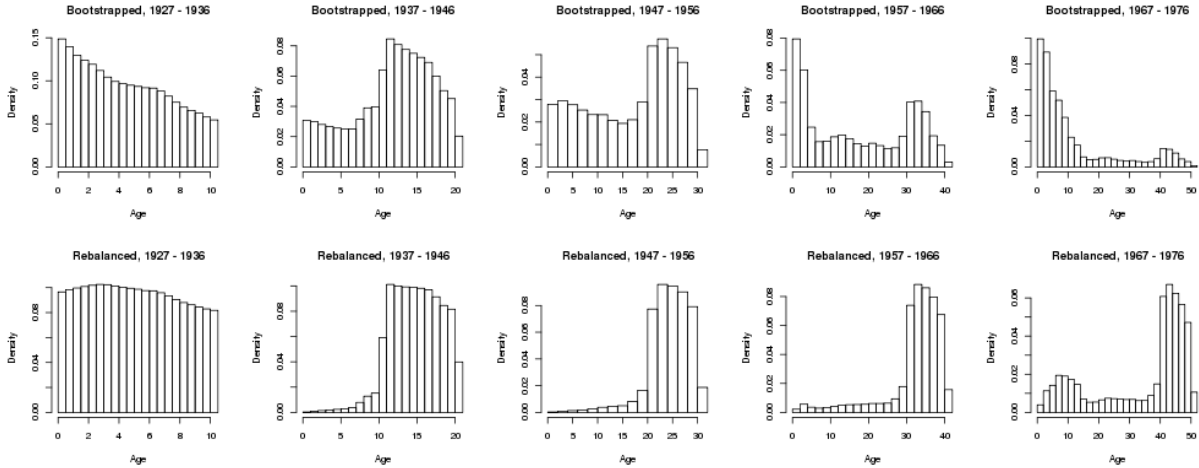 Bootstrapped, 1927 - 1936
Density
0.00 0.05 0.10 0.15
0 2 4 6 8 10
Age
Bootstrapped, 1937 - 1946
Density
0.00 0.02 0.04 0.06 0.08
0 5 10 15 20
Age
Bootstrapped, 1947 - 1956
Density
0.00 0.02 0.04
0 5 10 15 20 25 30
Age
Bootstrapped, 1957 - 1966
Density
0.00 0.02 0.04 0.06 0.08
0 10 20 30 40
Age
Bootstrapped, 1967 - 1976
Density
0.00 0.04 0.08
0 10 20 30 40 50
Age
Rebalanced, 1927 - 1936
Density
0.00 0.04 0.08
0 2 4 6 8 10
Age
Rebalanced, 1937 - 1946
Density
0.00 0.04 0.08
0 5 10 15 20
Age
Rebalanced, 1947 - 1956
Density
0.00 0.02 0.04 0.06 0.08
0 5 10 15 20 25 30
Age
Rebalanced, 1957 - 1966
Density
0.00 0.02 0.04 0.06 0.08
0 10 20 30 40
Age
Rebalanced, 1967 - 1976
Density
0.00 0.02 0.04 0.06
0 10 20 30 40 50
Age